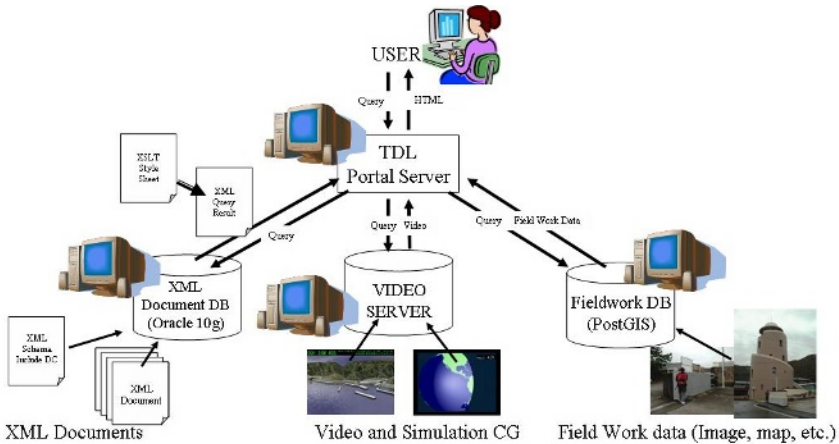 USER
Query
HTML
TDL
Portal Server
XSLT
Style
Sheet
XML
Query
Result
Query
Query
Video
Query
Field Work Data
XML
Document DB
(Oracle 10g)
VIDEO
SERVER
Fieldwork DB
(PostGIS)
XML
Schema
Include DC
XML
Document
XML Documents
Video and Simulation CG
Field Work data (Image, map, etc.)